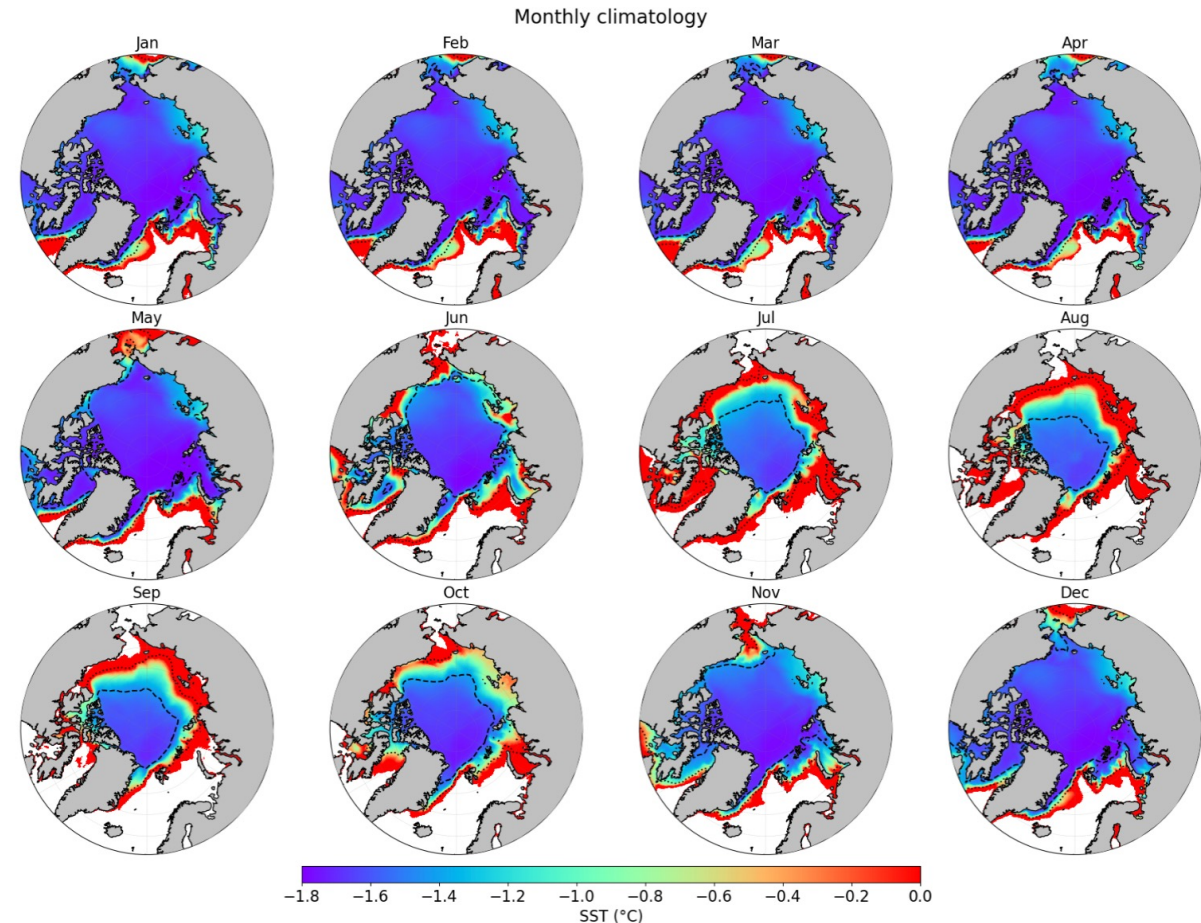 Monthly climatology
Jan Feb Mar Apr
May Jun Jul Aug
Sep Oct Nov Dec
−1.8 −1.6 −1.4 −1.2 −1.0 −0.8 −0.6 −0.4 −0.2 0.0
SST (°C)